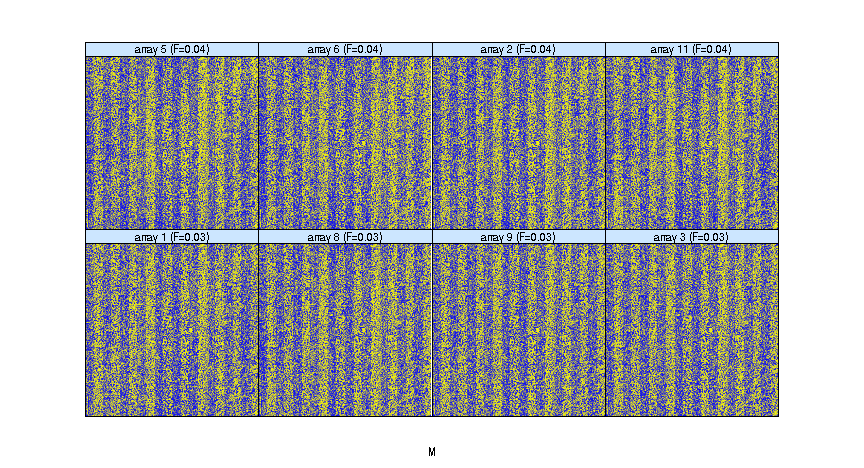 array 5 (F=0.04)
array 6 (F=0.04)
array 2 (F=0.04)
array 11 (F=0.04)
array 1 (F=0.03)
array 8 (F=0.03)
array 9 (F=0.03)
array 3 (F=0.03)
M